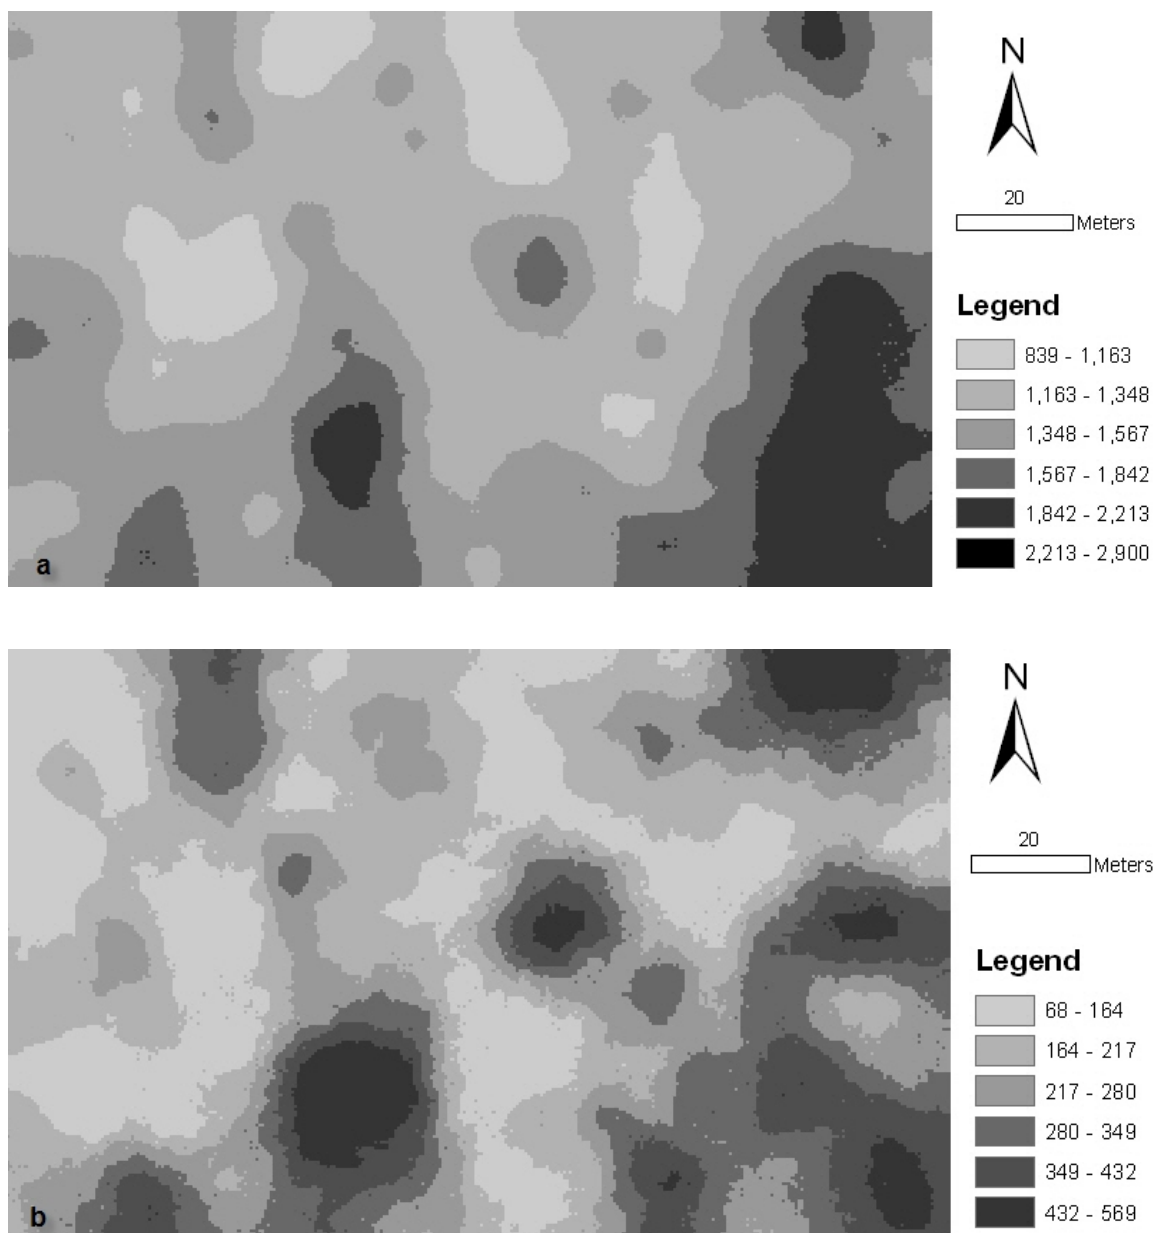 N
20
Meters
Legend
839 - 1,163
1,163 - 1,348
1,348 - 1,567
1,567 - 1,842
1,842 - 2,213
2,213 - 2,900
a
N
20
Meters
Legend
68 - 164
164 - 217
217 - 280
280 - 349
349 - 432
432 - 569
b